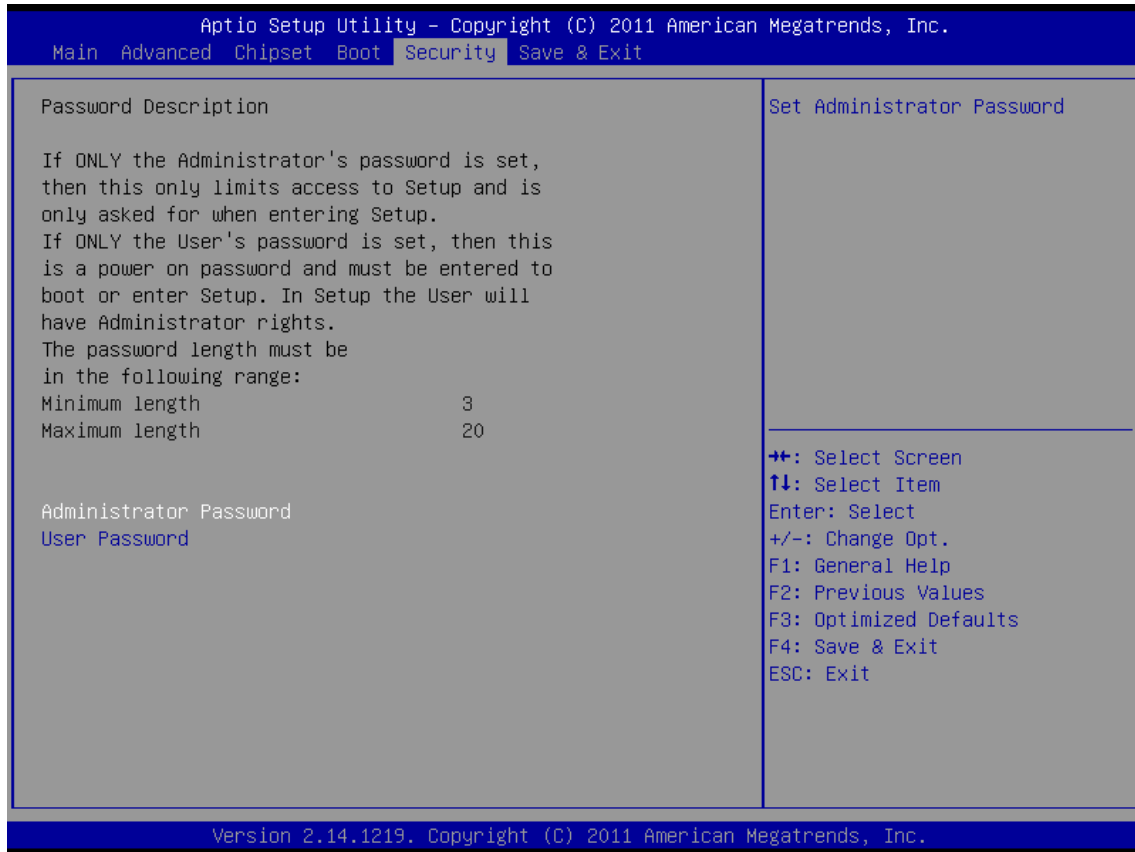 Aptio Setup Utility – Copyright (C) 2011 American Megatrends, Inc.
Main Advanced Chipset Boot Security Save & Exit
Password Description
If ONLY the Administrator's password is set,
then this only limits access to Setup and is
only asked for when entering Setup.
If ONLY the User's password is set, then this
is a power on password and must be entered to
boot or enter Setup. In Setup the User will
have Administrator rights.
The password length must be
in the following range:
Minimum length 3
Maximum length 20
Administrator Password
User Password
Set Administrator Password
→←: Select Screen
↑↓: Select Item
Enter: Select
+/-: Change Opt.
F1: General Help
F2: Previous Values
F3: Optimized Defaults
F4: Save & Exit
ESC: Exit
Version 2.14.1219. Copyright (C) 2011 American Megatrends, Inc.